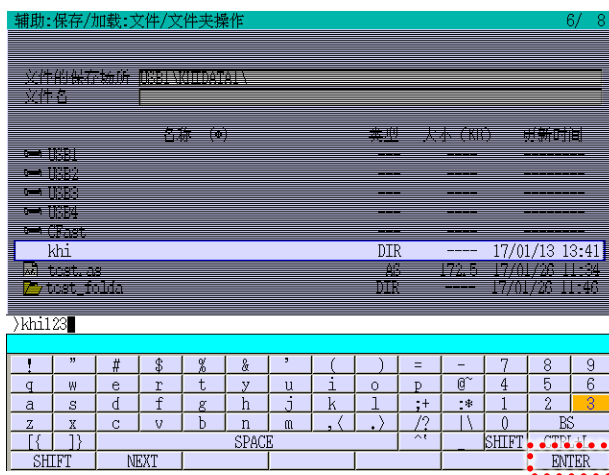 辅助:保存/加载:文件/文件夹操作 6/ 8
文件的保存场所 USB1\KHIDATA1\
文件名
名称 (*) 类型 大小 (KB) 更新时间
USB1 --- ---- --------
USB2 --- ---- --------
USB3 --- ---- --------
USB4 --- ---- --------
CFast --- ---- --------
khi DIR ---- 17/01/13 13:41
test.as AS 172.5 17/01/26 11:34
test_folda DIR ---- 17/01/26 11:46
>khi123
! " # $ % & ' ( ) = - 7 8 9
q w e r t y u i o p @~ 4 5 6
a s d f g h j k l ;+ :* 1 2 3
z x c v b n m ,< .> /? |\ 0 BS
[{ ]} SPACE ^` _ SHIFT CTRL+L
SHIFT NEXT ENTER